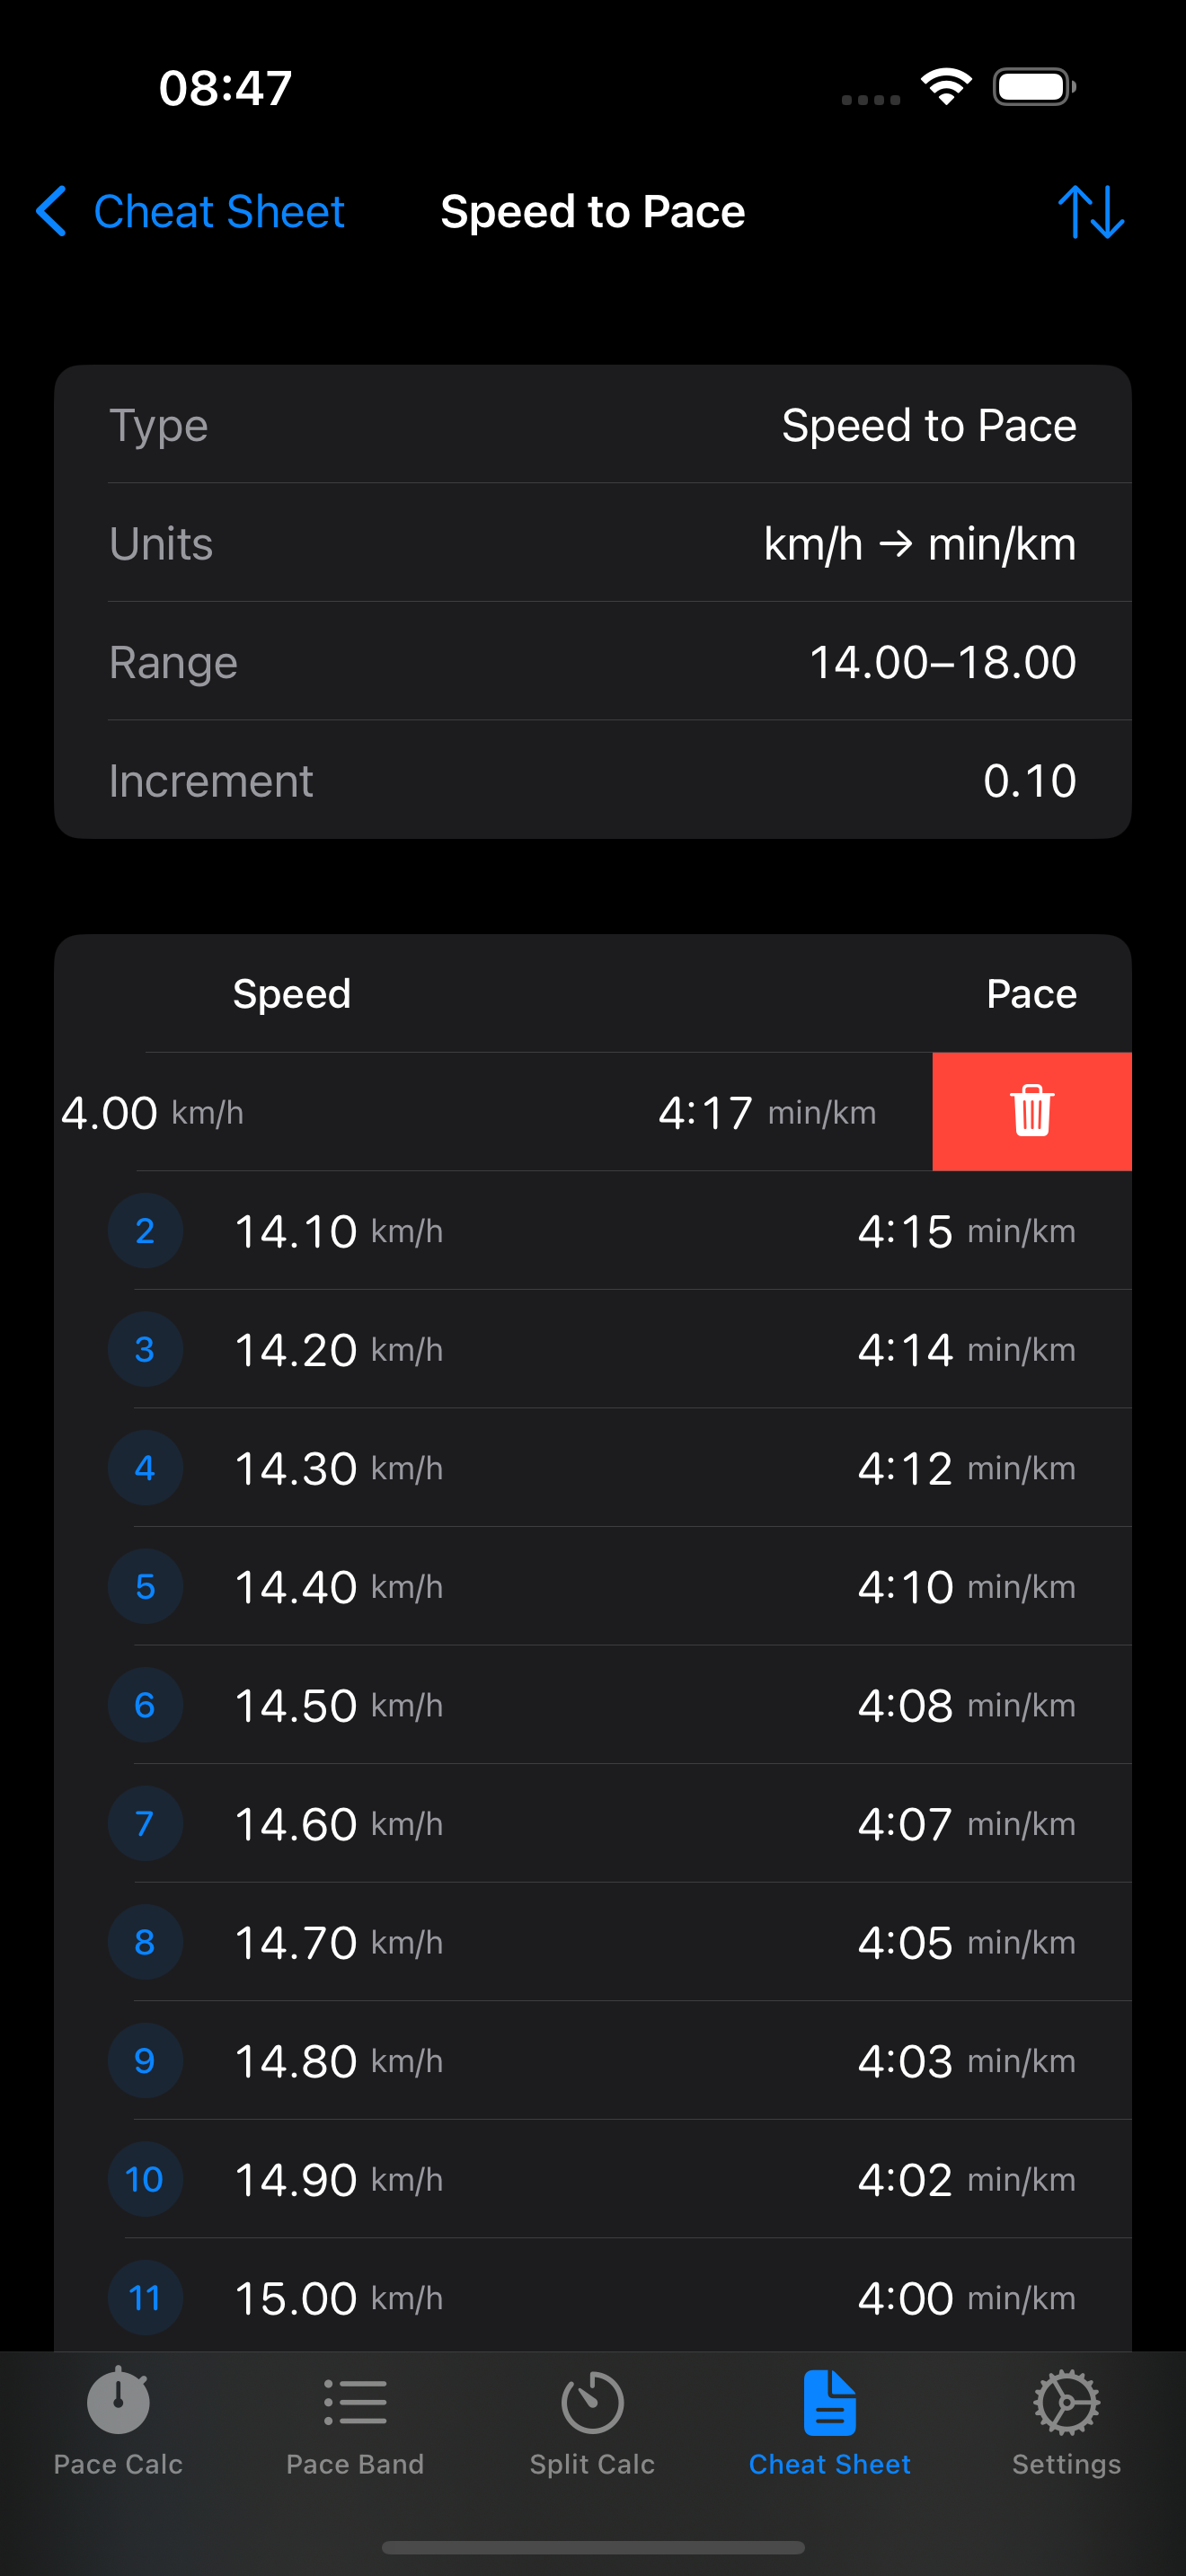 08:47
Cheat Sheet Speed to Pace
Type Speed to Pace
Units km/h → min/km
Range 14.00–18.00
Increment 0.10
Speed Pace
4.00 km/h 4:17 min/km
2 14.10 km/h 4:15 min/km
3 14.20 km/h 4:14 min/km
4 14.30 km/h 4:12 min/km
5 14.40 km/h 4:10 min/km
6 14.50 km/h 4:08 min/km
7 14.60 km/h 4:07 min/km
8 14.70 km/h 4:05 min/km
9 14.80 km/h 4:03 min/km
10 14.90 km/h 4:02 min/km
11 15.00 km/h 4:00 min/km
Pace Calc Pace Band Split Calc Cheat Sheet Settings